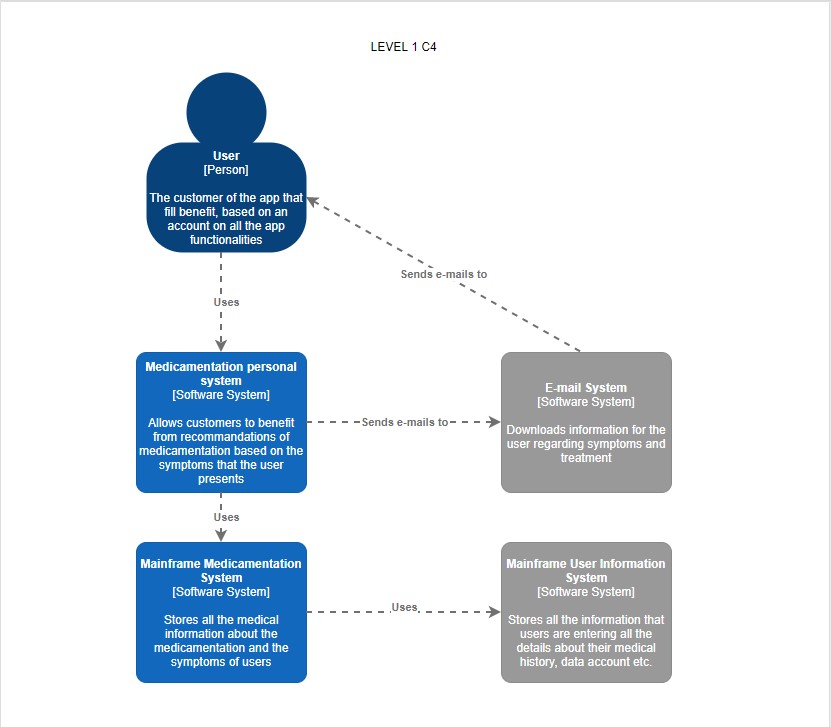 LEVEL 1 C4
User
[Person]
The customer of the app that
fill benefit, based on an
account on all the app
functionalities
Sends e-mails to
Uses
Medicamentation personal
system
[Software System]
Allows customers to benefit
from recommandations of
medicamentation based on the
symptoms that the user
presents
Sends e-mails to
E-mail System
[Software System]
Downloads information for the
user regarding symptoms and
treatment
Uses
Mainframe Medicamentation
System
[Software System]
Stores all the medical
information about the
medicamentation and the
symptoms of users
Uses
Mainframe User Information
System
[Software System]
Stores all the information that
users are entering all the
details about their medical
history, data account etc.